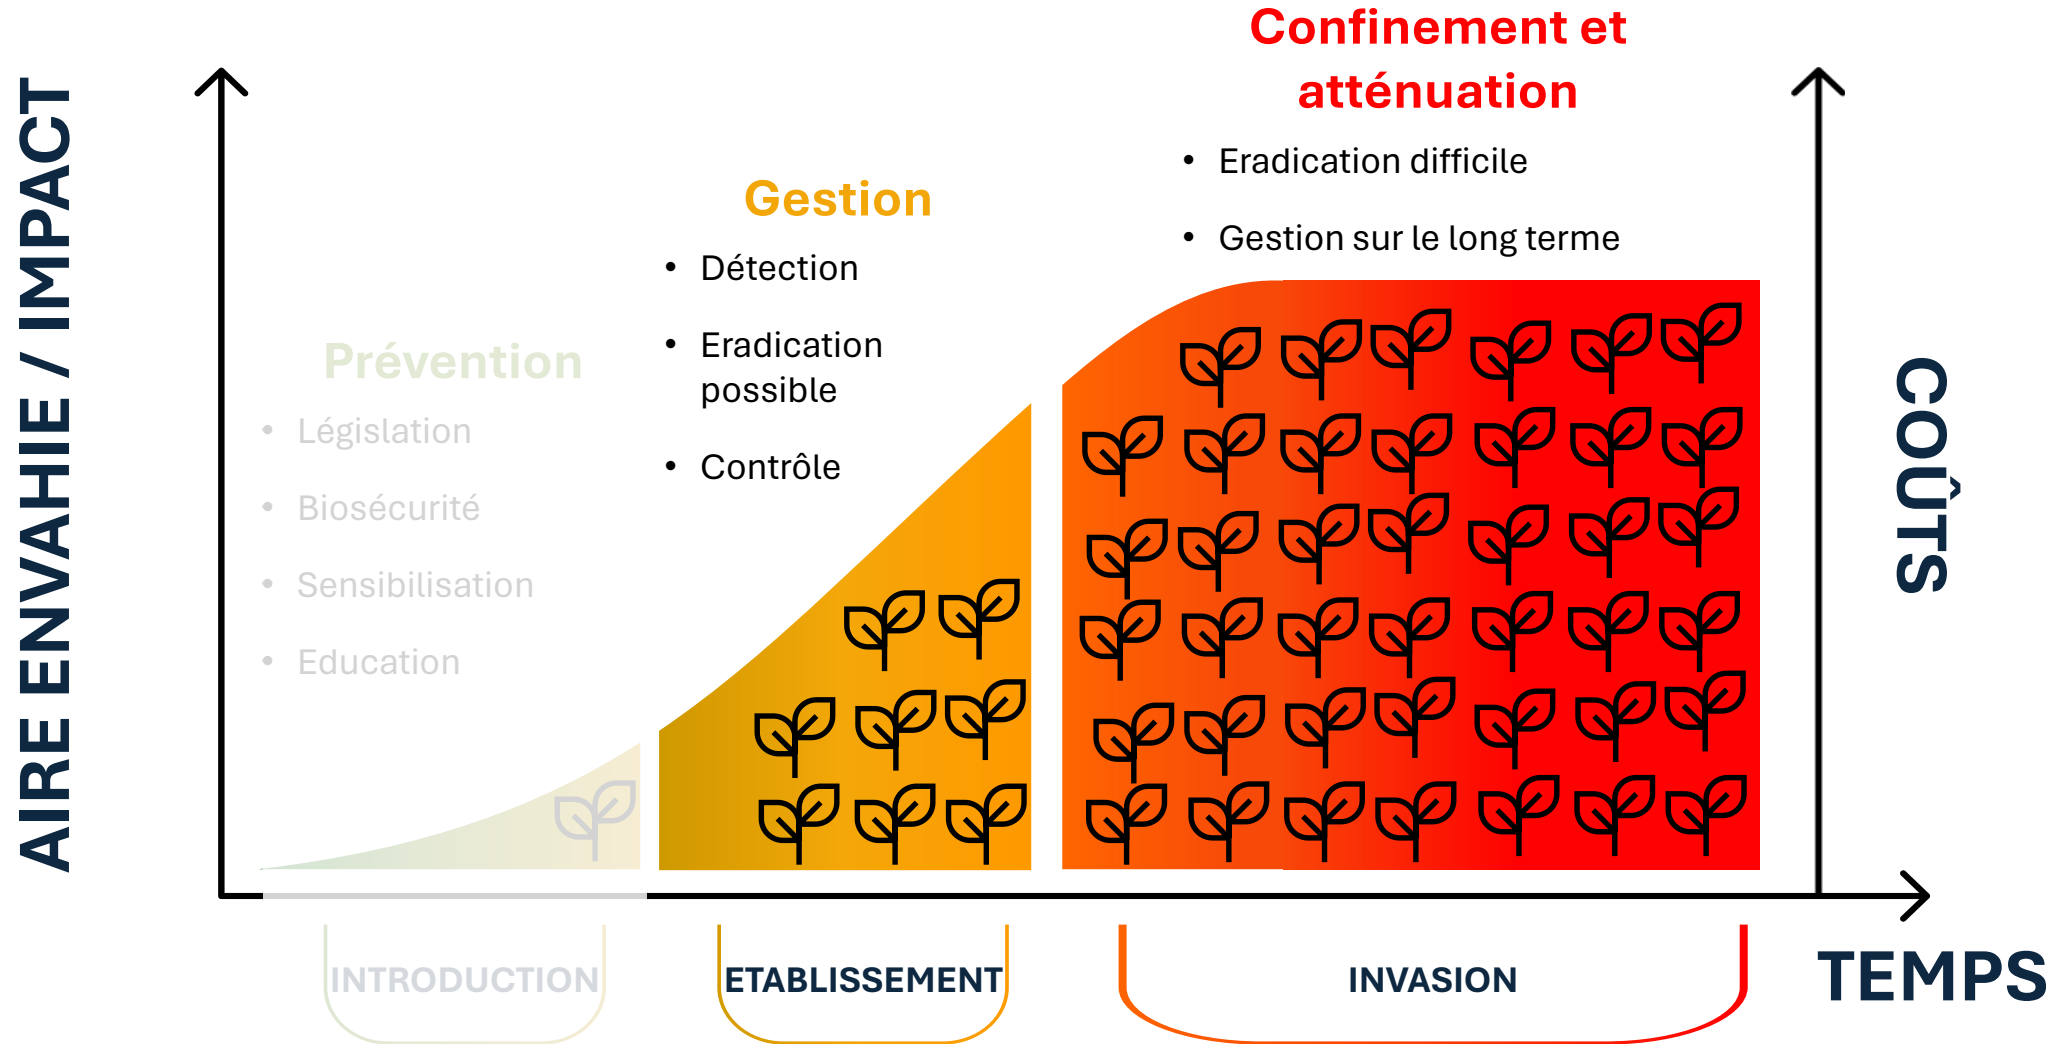 AIRE ENVAHIE / IMPACT
Prévention
• Législation
• Biosécurité
• Sensibilisation
• Education
Gestion
• Détection
• Eradication
possible
• Contrôle
Confinement et
atténuation
• Eradication difficile
• Gestion sur le long terme
COÛTS
INTRODUCTION
ETABLISSEMENT
INVASION
TEMPS